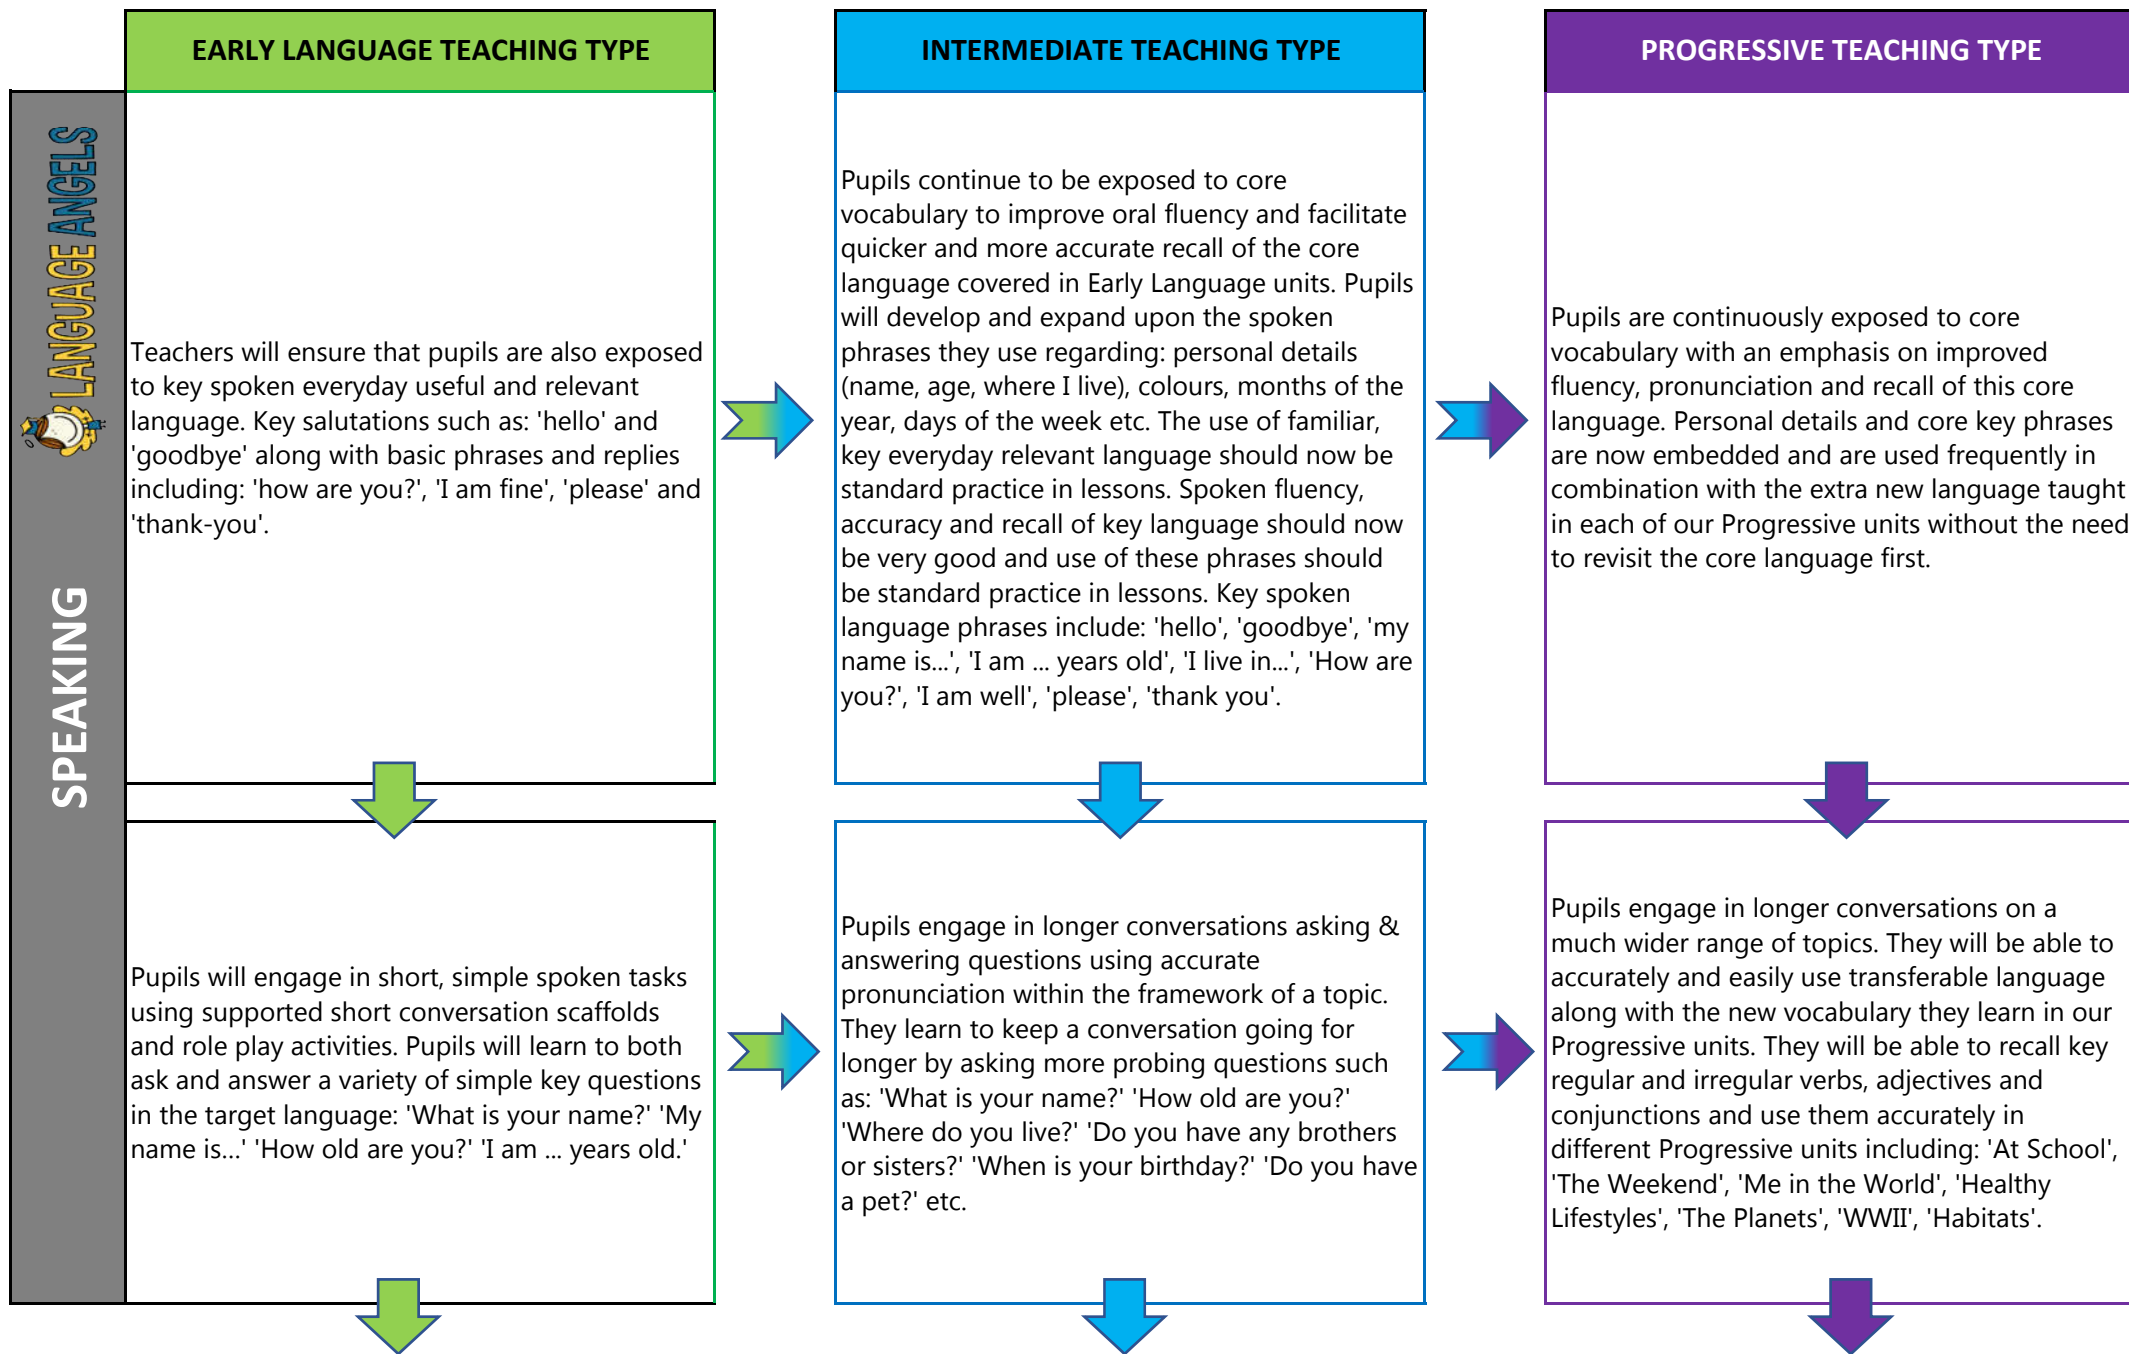 EARLY LANGUAGE TEACHING TYPE
INTERMEDIATE TEACHING TYPE
PROGRESSIVE TEACHING TYPE
LANGUAGE ANGELS
SPEAKING
Teachers will ensure that pupils are also exposed
to key spoken everyday useful and relevant
language. Key salutations such as: 'hello' and
'goodbye' along with basic phrases and replies
including: 'how are you?', 'I am fine', 'please' and
'thank-you'.
Pupils continue to be exposed to core
vocabulary to improve oral fluency and facilitate
quicker and more accurate recall of the core
language covered in Early Language units. Pupils
will develop and expand upon the spoken
phrases they use regarding: personal details
(name, age, where I live), colours, months of the
year, days of the week etc. The use of familiar,
key everyday relevant language should now be
standard practice in lessons. Spoken fluency,
accuracy and recall of key language should now
be very good and use of these phrases should
be standard practice in lessons. Key spoken
language phrases include: 'hello', 'goodbye', 'my
name is...', 'I am ... years old', 'I live in...', 'How are
you?', 'I am well', 'please', 'thank you'.
Pupils are continuously exposed to core
vocabulary with an emphasis on improved
fluency, pronunciation and recall of this core
language. Personal details and core key phrases
are now embedded and are used frequently in
combination with the extra new language taught
in each of our Progressive units without the need
to revisit the core language first.
Pupils will engage in short, simple spoken tasks
using supported short conversation scaffolds
and role play activities. Pupils will learn to both
ask and answer a variety of simple key questions
in the target language: 'What is your name?' 'My
name is...' 'How old are you?' 'I am ... years old.'
Pupils engage in longer conversations asking &
answering questions using accurate
pronunciation within the framework of a topic.
They learn to keep a conversation going for
longer by asking more probing questions such
as: 'What is your name?' 'How old are you?'
'Where do you live?' 'Do you have any brothers
or sisters?' 'When is your birthday?' 'Do you have
a pet?' etc.
Pupils engage in longer conversations on a
much wider range of topics. They will be able to
accurately and easily use transferable language
along with the new vocabulary they learn in our
Progressive units. They will be able to recall key
regular and irregular verbs, adjectives and
conjunctions and use them accurately in
different Progressive units including: 'At School',
'The Weekend', 'Me in the World', 'Healthy
Lifestyles', 'The Planets', 'WWII', 'Habitats'.